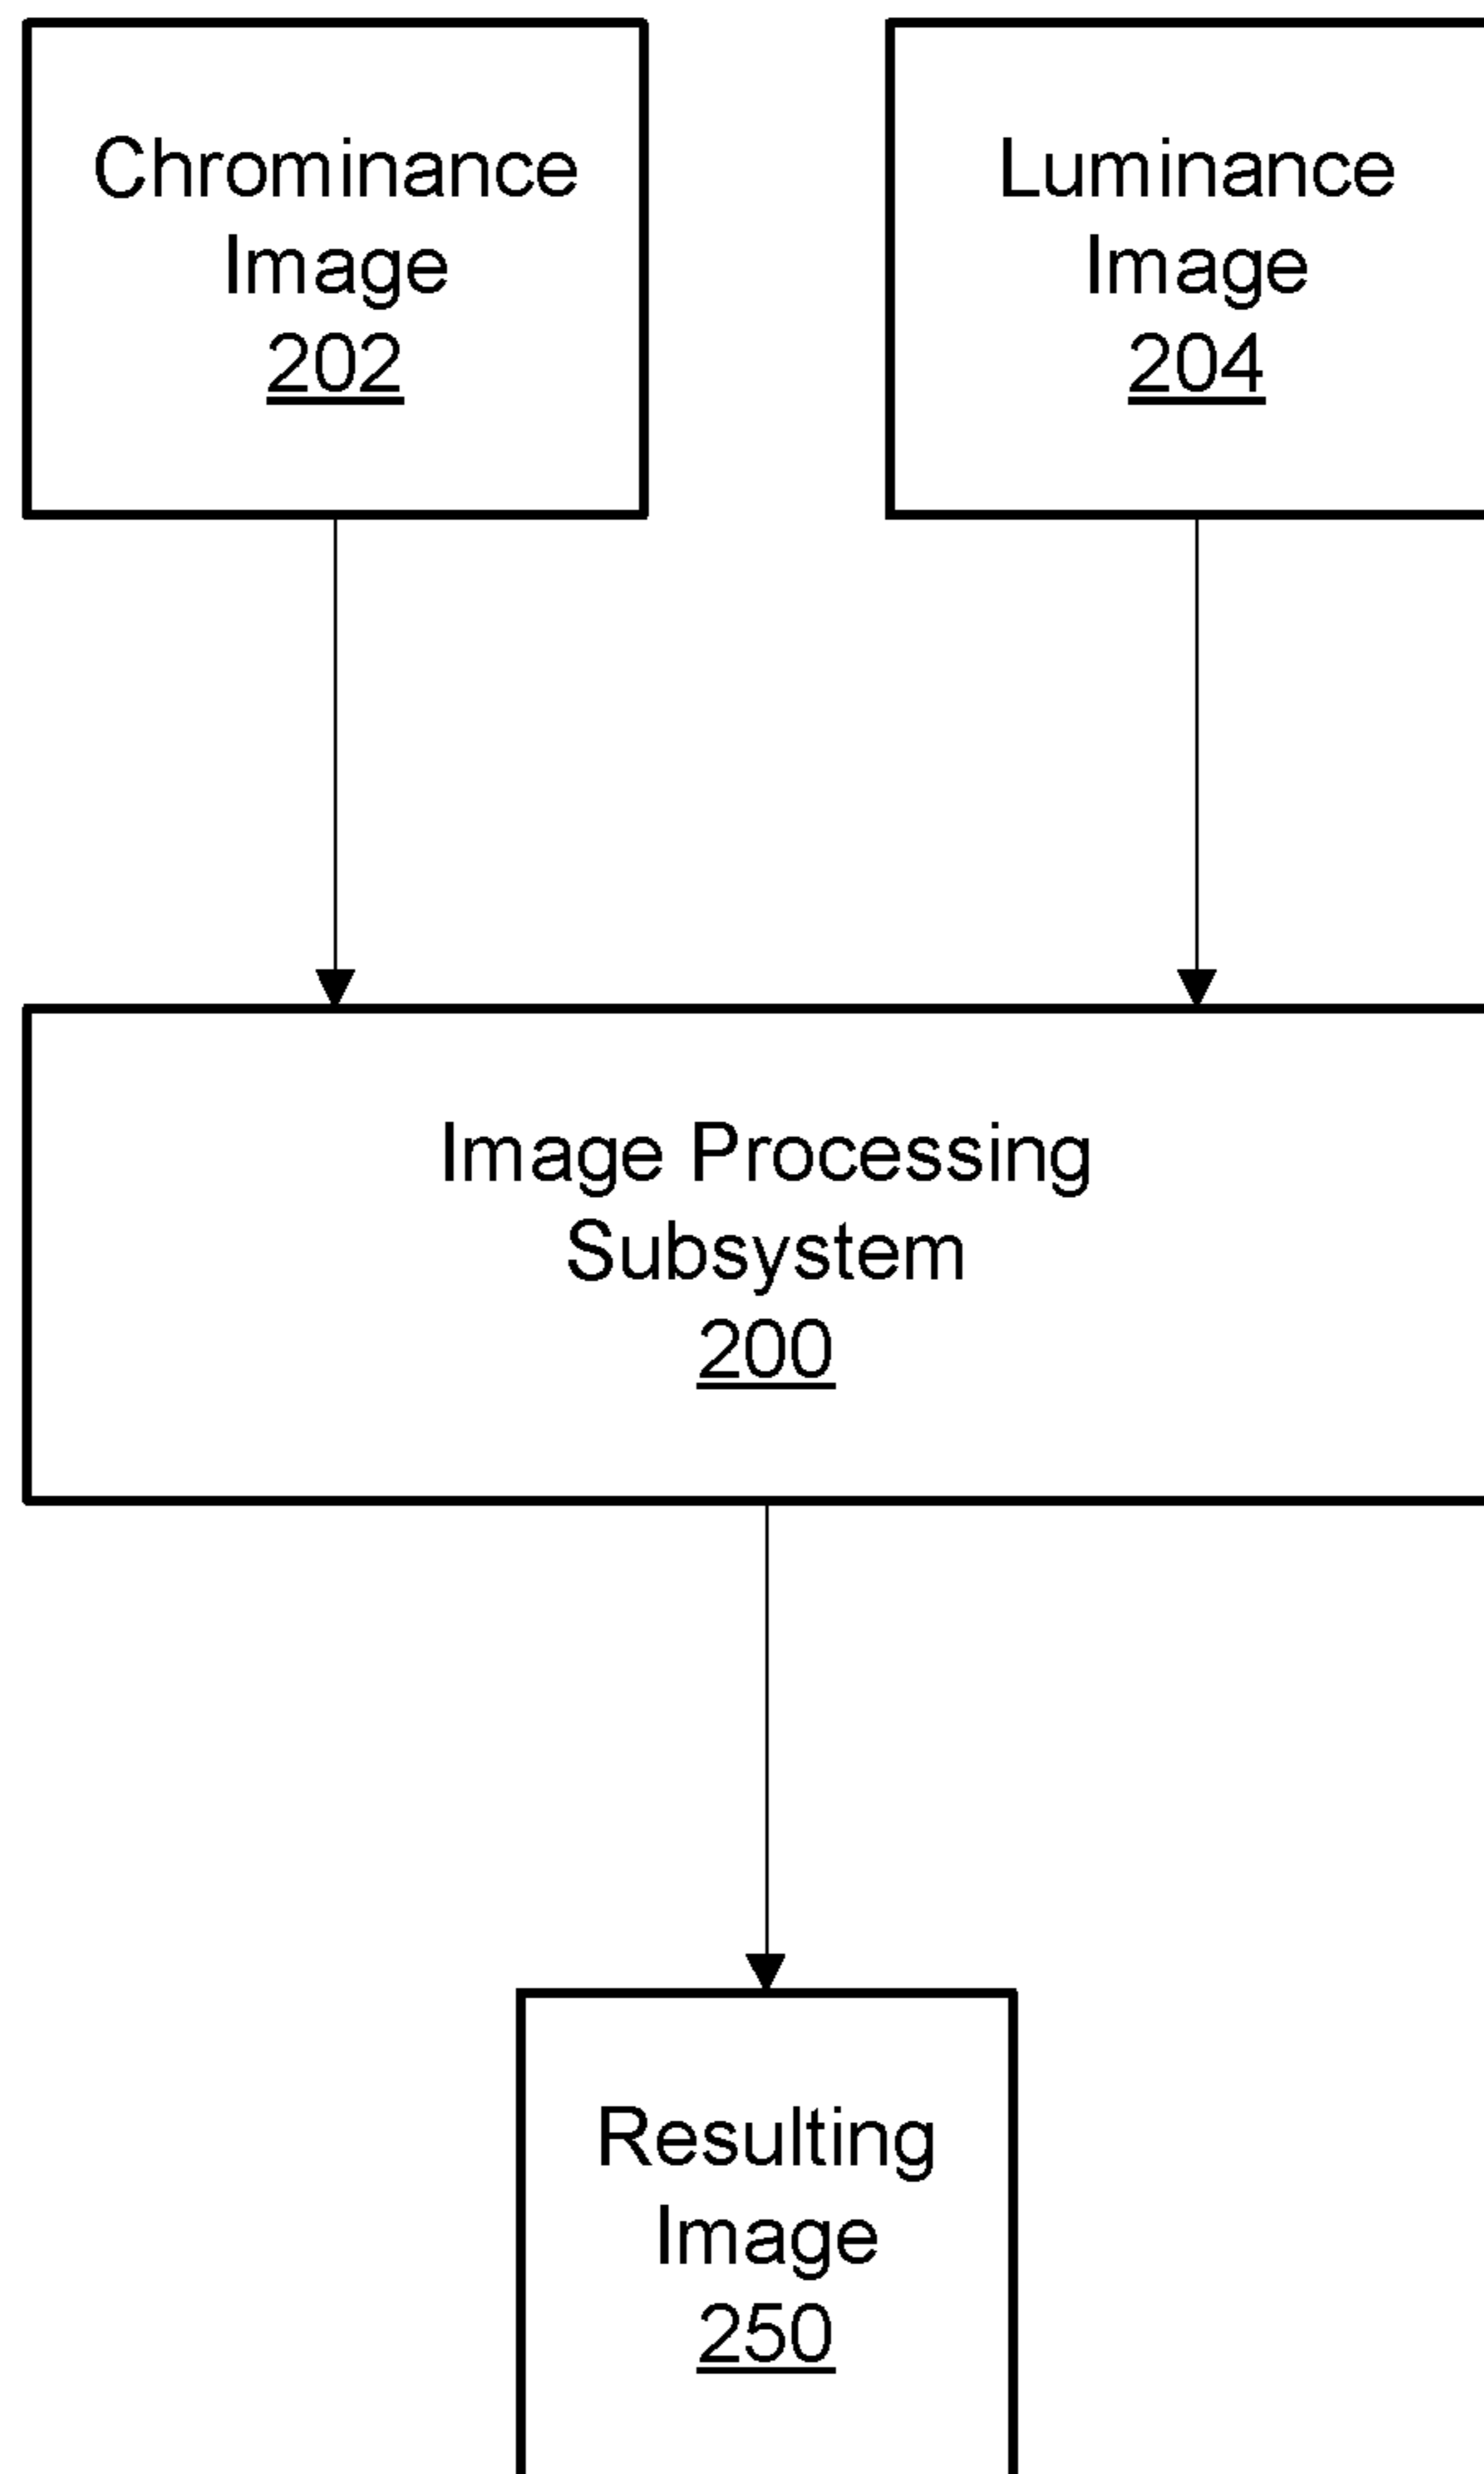 Chrominance
Image
202
Luminance
Image
204
Image Processing
Subsystem
200
Resulting
Image
250